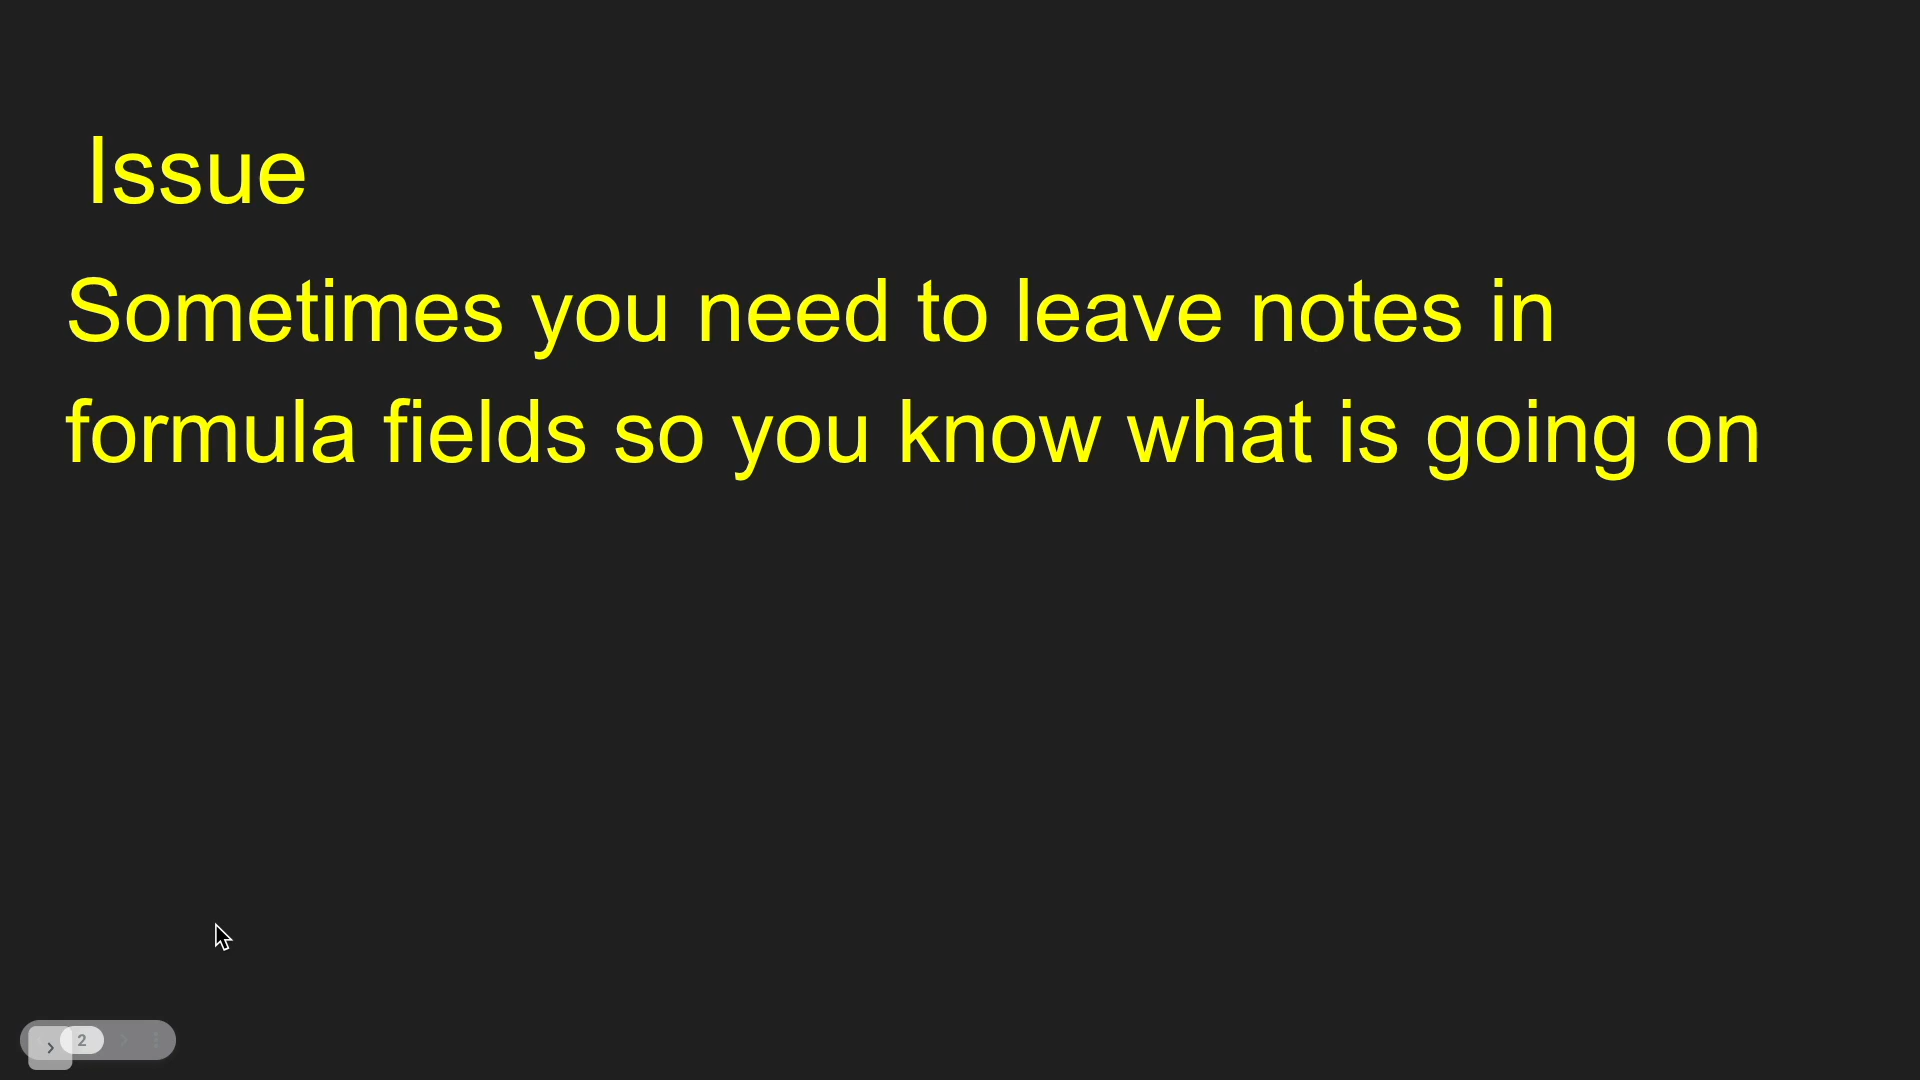 Issue
Sometimes you need to leave notes in
formula fields so you know what is going on
2